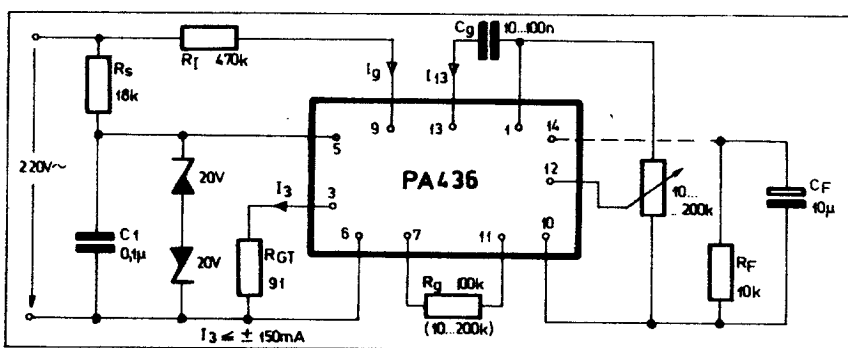 Cg 10...100n
RI 470k
Rs
18k
Ig
I13
9
13
1
14
5
12
220V~
20V
PA436
10...
..200k
CF
10µ
I3
3
6
7
11
10
C1
0,1µ
20V
RGT
91
Rg 100k
(10...200k)
RF
10k
I3 ≤ ± 150mA